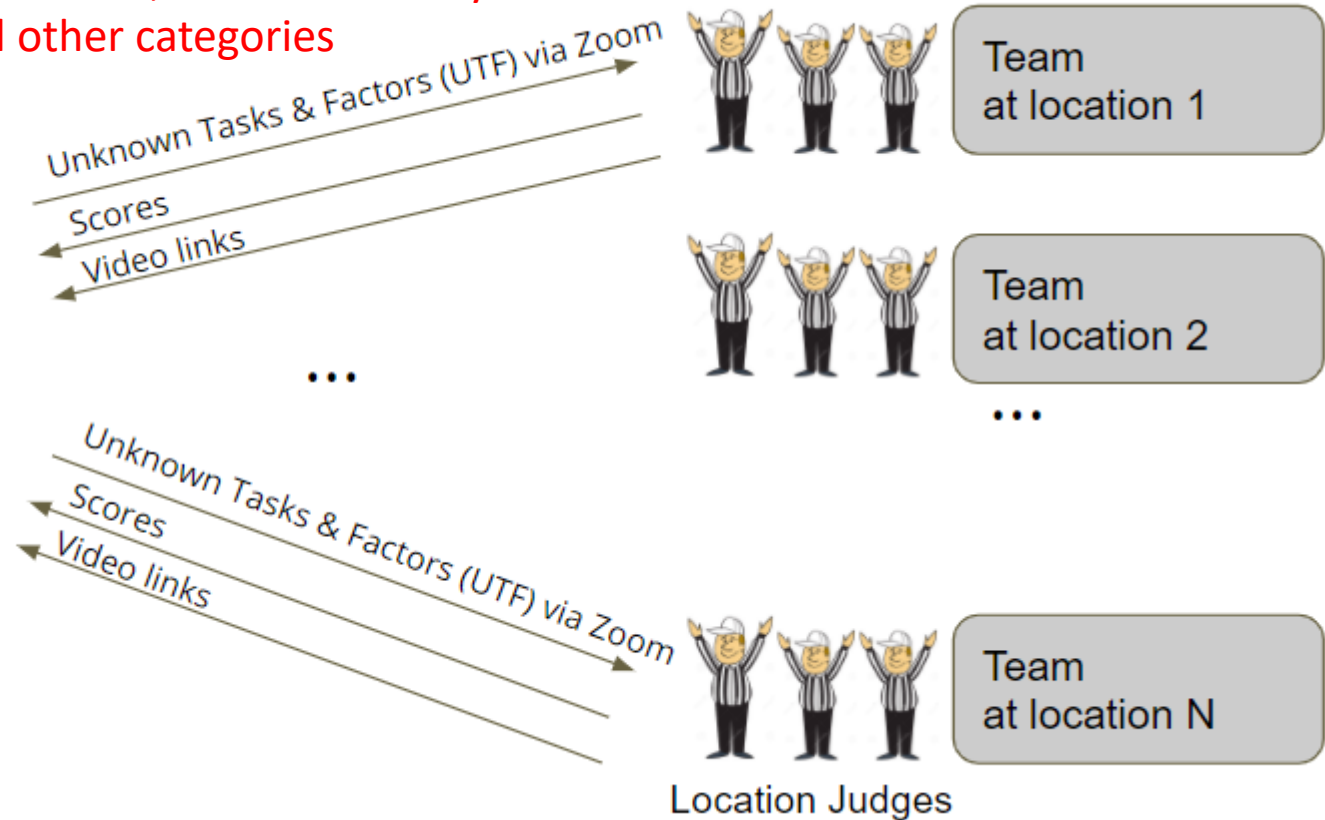 other categories
Unknown Tasks & Factors (UTF) via Zoom
Scores
Video links
Team
at location 1
Team
at location 2
...
...
Unknown Tasks & Factors (UTF) via Zoom
Scores
Video links
Team
at location N
Location Judges